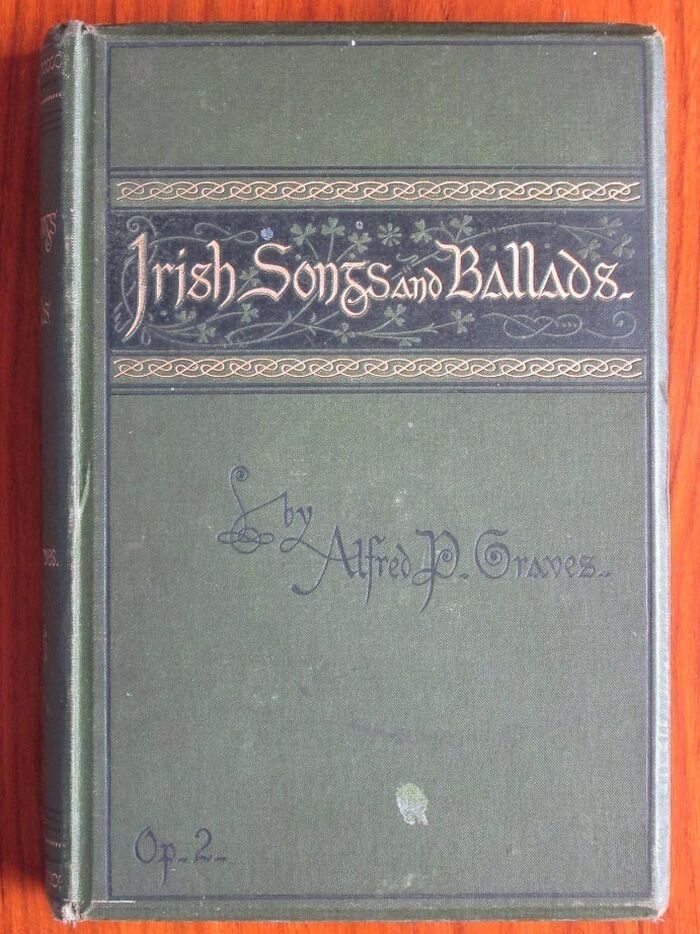 Irish Songs and Ballads.
by
Alfred P. Graves.
Op. 2.